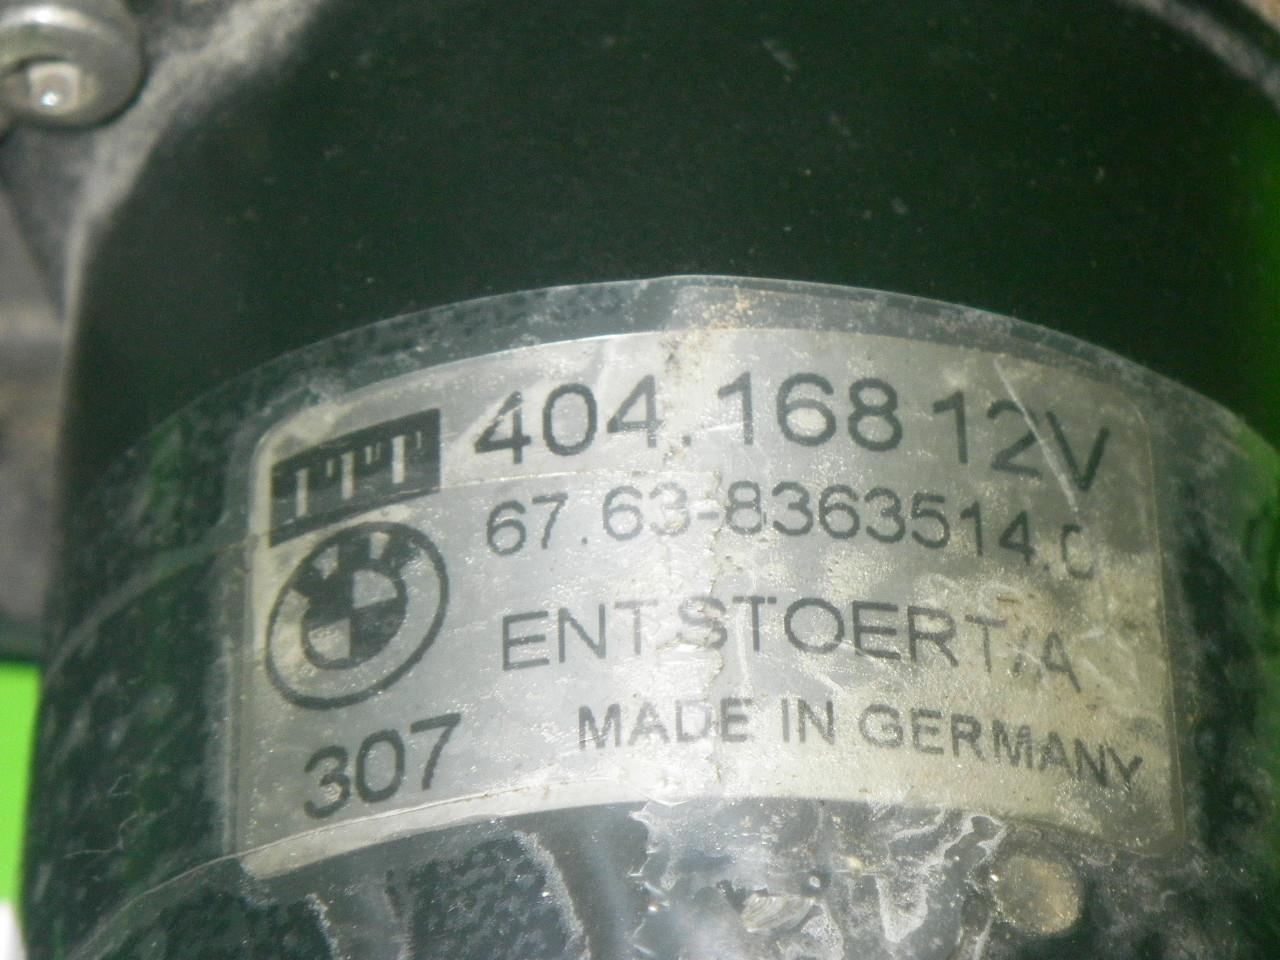 404.168 12V
67.63-8363514.0
ENTSTOERT/A
307
MADE IN GERMANY